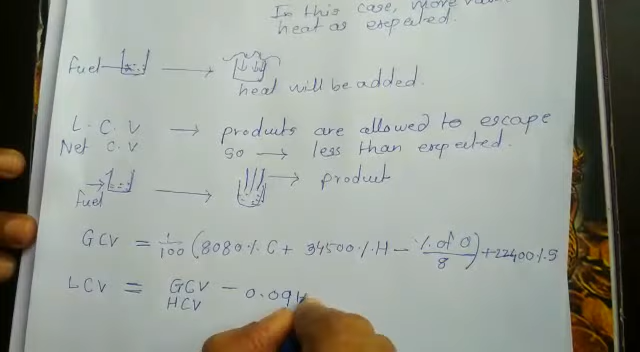 In this case, more
heat as expected.
fuel
heat will be added.
L. C. V → products are allowed to escape
Net C. V so → less than expected.
fuel → product
GCV = 1/100 (8080 % C + 34500 % H - % of O / 8) + 22400 % S
LCV = GCV - 0.09
HCV